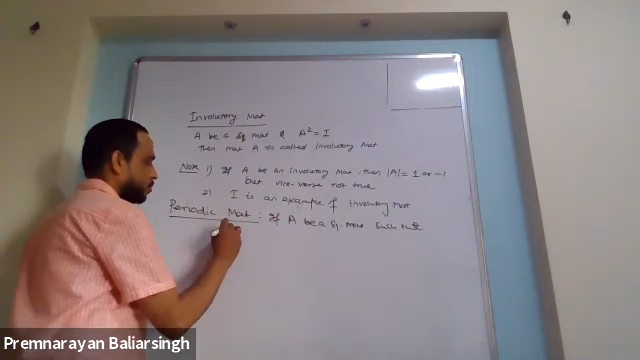 Involutory Mat
A be a sq mat & A² = I
Then mat A is called involutory Mat
Note 1) If A be an involutory Mat. then |A| = 1 or -1
but vice-versa not true
2) I is an example of involutory Mat
Periodic Mat : If A be a sq. mat such that
Premnarayan Baliarsingh